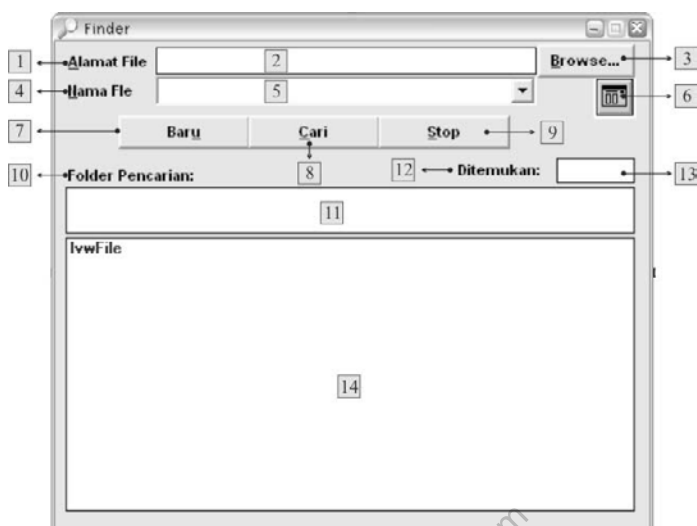 Finder
1 Alamat File 2 Browse... 3
4 Nama Fle 5 6
7 Baru Cari Stop 9
10 Folder Pencarian: 8 12 Ditemukan: 13
11
lvwFile
14